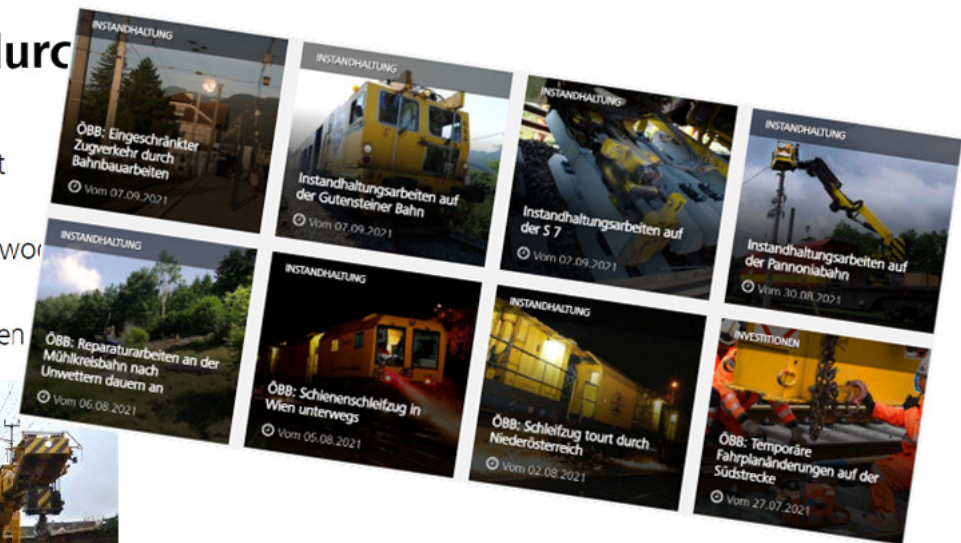 durc
INSTANDHALTUNG
ÖBB: Eingeschränkter
Zugverkehr durch
Bahnbauarbeiten
Vom 07.09.2021
INSTANDHALTUNG
Instandhaltungsarbeiten auf
der Gutensteiner Bahn
Vom 07.09.2021
INSTANDHALTUNG
Instandhaltungsarbeiten auf
der S 7
Vom 02.09.2021
INSTANDHALTUNG
Instandhaltungsarbeiten auf
der Pannoniabahn
Vom 30.08.2021
t
woc
en
INSTANDHALTUNG
ÖBB: Reparaturarbeiten an der
Mühlkreisbahn nach
Unwettern dauern an
Vom 06.08.2021
INSTANDHALTUNG
ÖBB: Schienenschleifzug in
Wien unterwegs
Vom 05.08.2021
INSTANDHALTUNG
ÖBB: Schleifzug tourt durch
Niederösterreich
Vom 02.08.2021
INVESTITIONEN
ÖBB: Temporäre
Fahrplanänderungen auf der
Südstrecke
Vom 27.07.2021